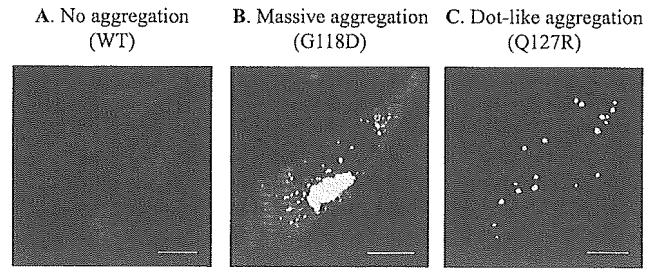 A. No aggregation
(WT)
B. Massive aggregation
(G118D)
C. Dot-like aggregation
(Q127R)